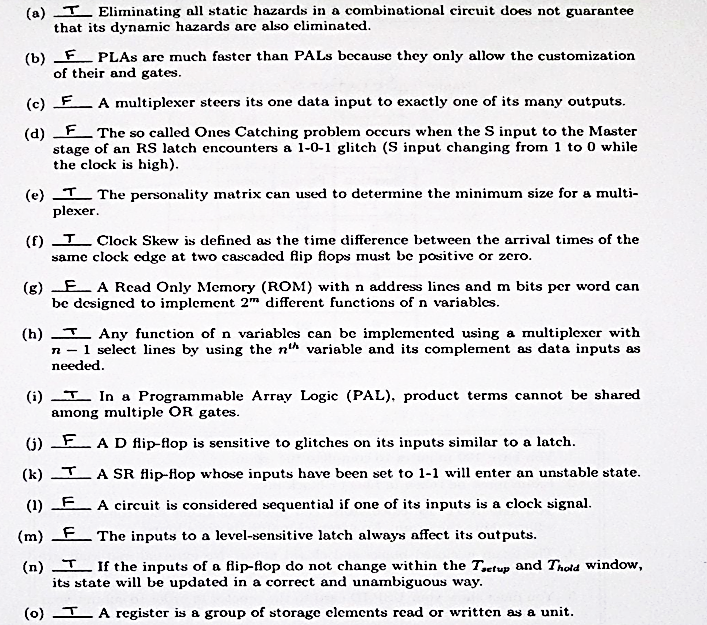 (a) T Eliminating all static hazards in a combinational circuit does not guarantee
that its dynamic hazards are also eliminated.
(b) F PLAs are much faster than PALs because they only allow the customization
of their and gates.
(c) F A multiplexer steers its one data input to exactly one of its many outputs.
(d) F The so called Ones Catching problem occurs when the S input to the Master
stage of an RS latch encounters a 1-0-1 glitch (S input changing from 1 to 0 while
the clock is high).
(e) T The personality matrix can used to determine the minimum size for a multi-
plexer.
(f) T Clock Skew is defined as the time difference between the arrival times of the
same clock edge at two cascaded flip flops must be positive or zero.
(g) F A Read Only Memory (ROM) with n address lines and m bits per word can
be designed to implement 2^m different functions of n variables.
(h) T Any function of n variables can be implemented using a multiplexer with
n − 1 select lines by using the n^th variable and its complement as data inputs as
needed.
(i) T In a Programmable Array Logic (PAL), product terms cannot be shared
among multiple OR gates.
(j) F A D flip-flop is sensitive to glitches on its inputs similar to a latch.
(k) T A SR flip-flop whose inputs have been set to 1-1 will enter an unstable state.
(l) F A circuit is considered sequential if one of its inputs is a clock signal.
(m) F The inputs to a level-sensitive latch always affect its outputs.
(n) T If the inputs of a flip-flop do not change within the T_setup and T_hold window,
its state will be updated in a correct and unambiguous way.
(o) T A register is a group of storage elements read or written as a unit.